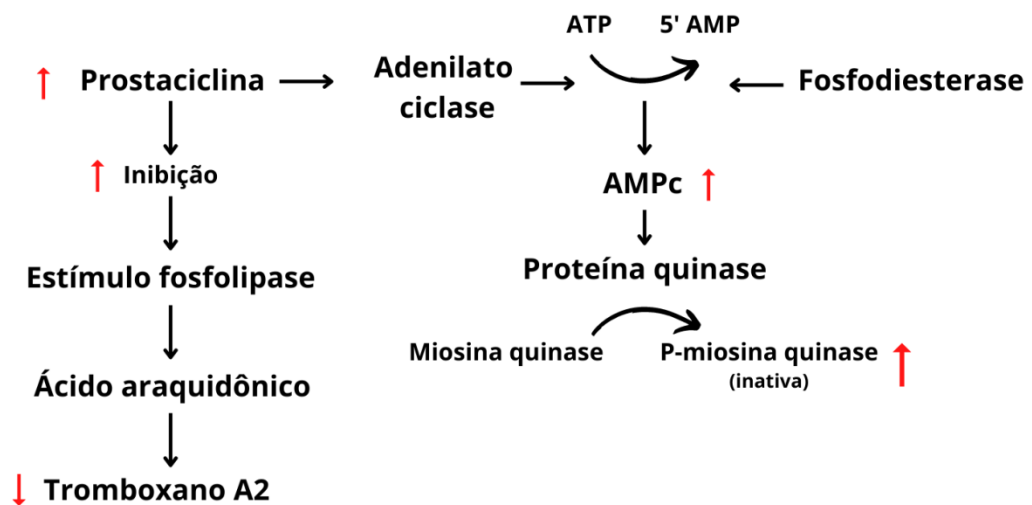 ATP 5' AMP
Prostaciclina
Adenilato
ciclase
Fosfodiesterase
Inibição
AMPc
Estímulo fosfolipase
Proteína quinase
Miosina quinase
P-miosina quinase
(inativa)
Ácido araquidônico
Tromboxano A2